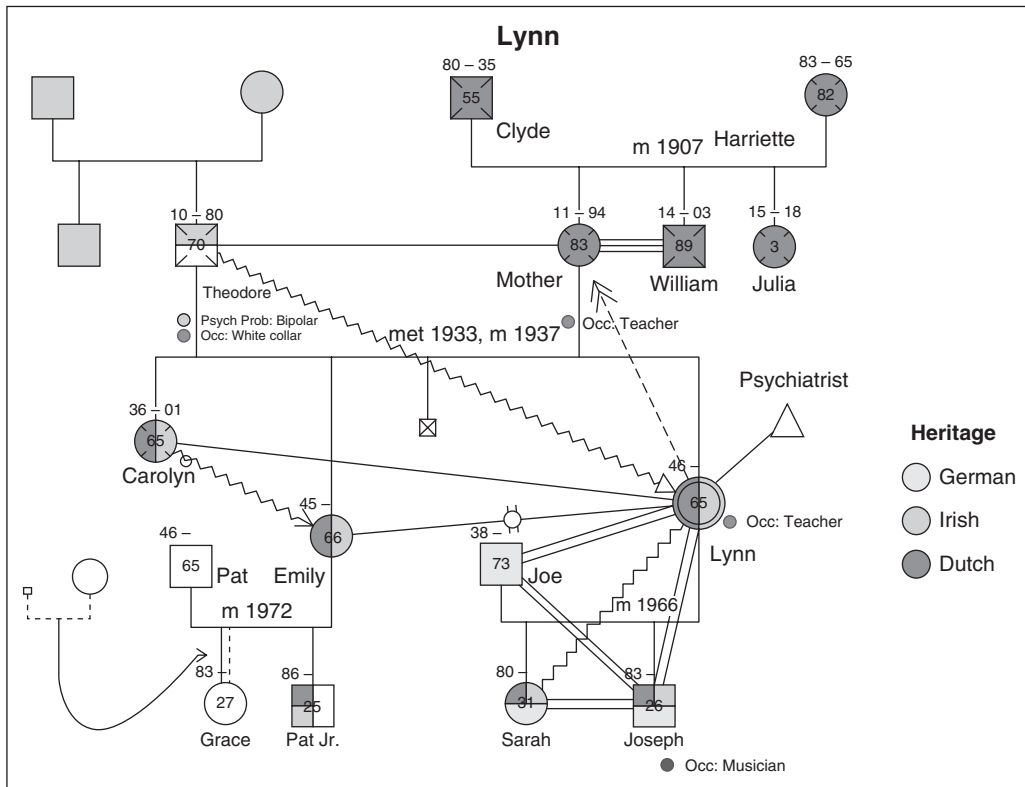 Lynn
80 – 35
83 – 65
55
82
Clyde
Harriette
m 1907
10 – 80
11 – 94
14 – 03
15 – 18
70
83
89
3
Mother
William
Julia
Theodore
Psych Prob: Bipolar
Occ: White collar
Occ: Teacher
met 1933, m 1937
Psychiatrist
36 – 01
65
Carolyn
46 –
65
Occ: Teacher
Lynn
45 –
66
Emily
46 –
65
Pat
38 –
73
Joe
m 1972
m 1966
83 –
27
Grace
86 –
25
Pat Jr.
80 –
31
Sarah
83 –
26
Joseph
Occ: Musician
Heritage
German
Irish
Dutch